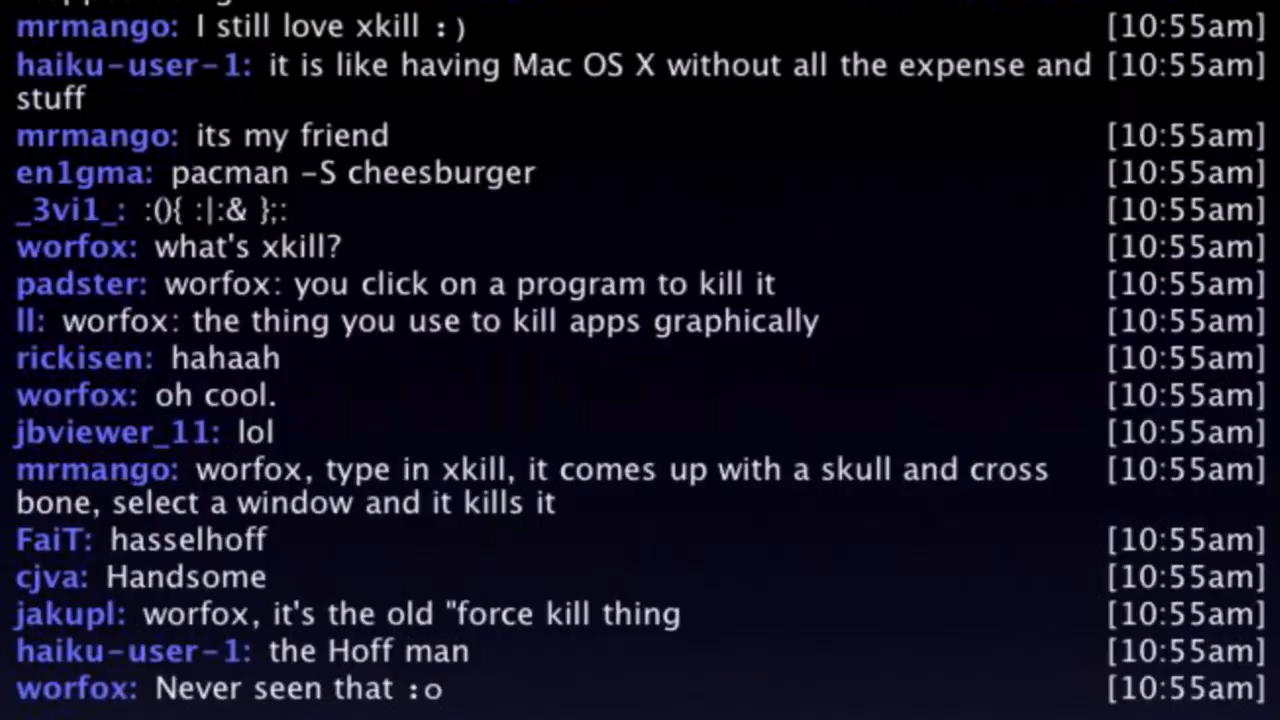 mrmango: I still love xkill :) [10:55am]
haiku-user-1: it is like having Mac OS X without all the expense and [10:55am]
stuff
mrmango: its my friend [10:55am]
en1gma: pacman -S cheesburger [10:55am]
_3vi1_: :(){ :|:& };: [10:55am]
worfox: what's xkill? [10:55am]
padster: worfox: you click on a program to kill it [10:55am]
ll: worfox: the thing you use to kill apps graphically [10:55am]
rickisen: hahaah [10:55am]
worfox: oh cool. [10:55am]
jbviewer_11: lol [10:55am]
mrmango: worfox, type in xkill, it comes up with a skull and cross [10:55am]
bone, select a window and it kills it
FaiT: hasselhoff [10:55am]
cjva: Handsome [10:55am]
jakupl: worfox, it's the old "force kill thing [10:55am]
haiku-user-1: the Hoff man [10:55am]
worfox: Never seen that :o [10:55am]